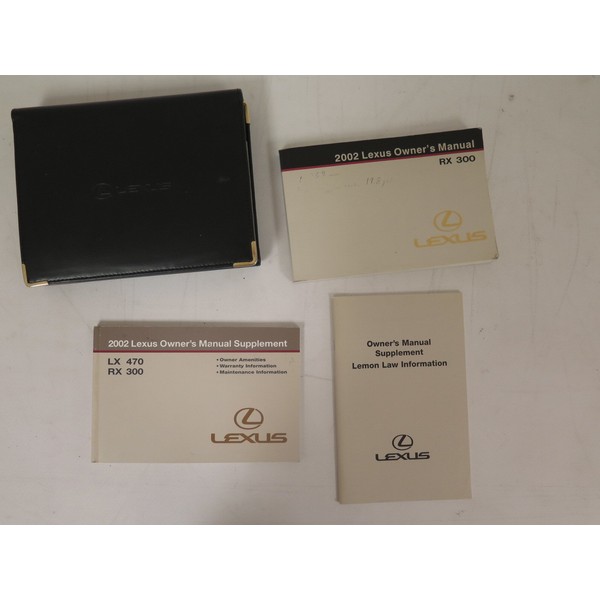 LEXUS
2002 Lexus Owner's Manual
RX 300
LEXUS
2002 Lexus Owner's Manual Supplement
LX 470
RX 300
• Owner Amenities
• Warranty Information
• Maintenance Information
LEXUS
Owner's Manual
Supplement
Lemon Law Information
LEXUS